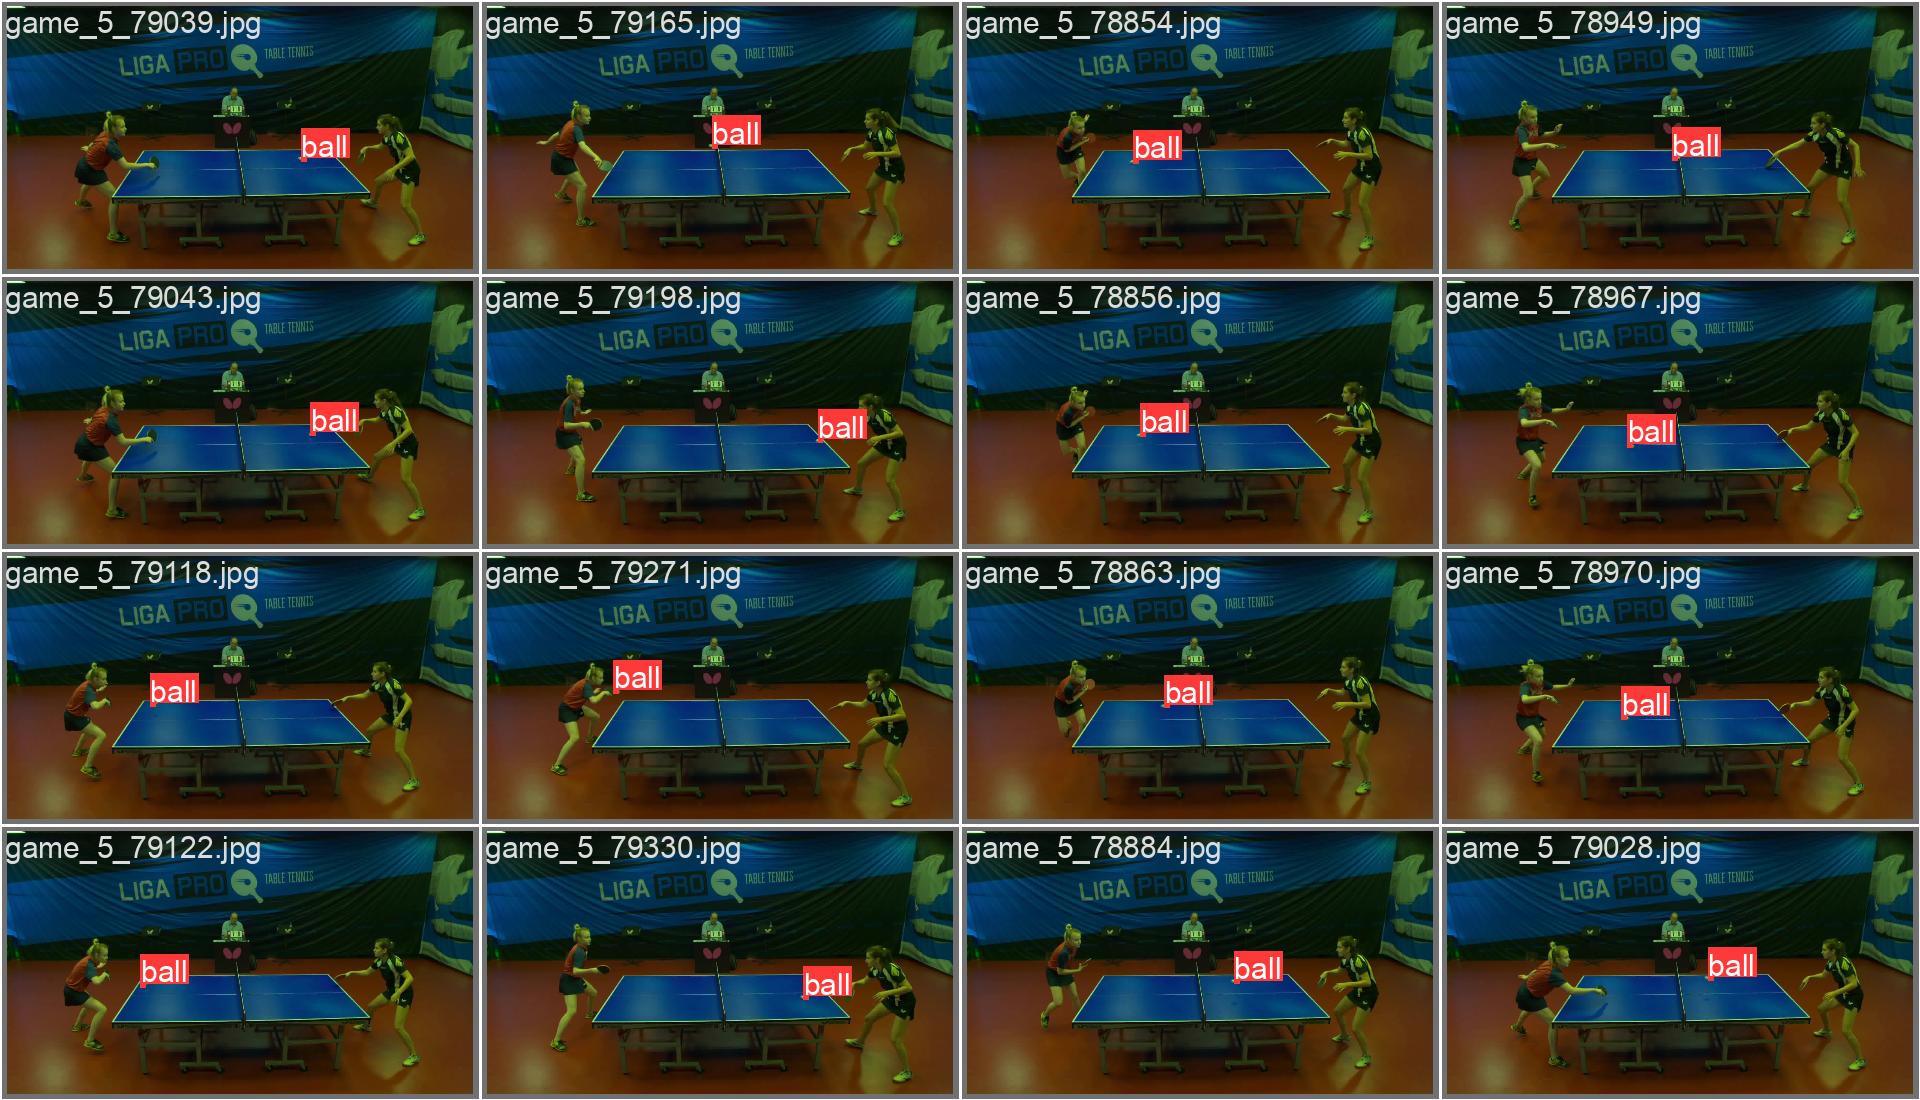 game_5_79039.jpg
LIGA PRO TABLE TENNIS
ball
game_5_79165.jpg
LIGA PRO TABLE TENNIS
ball
game_5_78854.jpg
LIGA PRO TABLE TENNIS
ball
game_5_78949.jpg
LIGA PRO TABLE TENNIS
ball
game_5_79043.jpg
LIGA PRO TABLE TENNIS
ball
game_5_79198.jpg
LIGA PRO TABLE TENNIS
ball
game_5_78856.jpg
LIGA PRO TABLE TENNIS
ball
game_5_78967.jpg
LIGA PRO TABLE TENNIS
ball
game_5_79118.jpg
LIGA PRO TABLE TENNIS
ball
game_5_79271.jpg
LIGA PRO TABLE TENNIS
ball
game_5_78863.jpg
LIGA PRO TABLE TENNIS
ball
game_5_78970.jpg
LIGA PRO TABLE TENNIS
ball
game_5_79122.jpg
LIGA PRO TABLE TENNIS
ball
game_5_79330.jpg
LIGA PRO TABLE TENNIS
ball
game_5_78884.jpg
LIGA PRO TABLE TENNIS
ball
game_5_79028.jpg
LIGA PRO TABLE TENNIS
ball